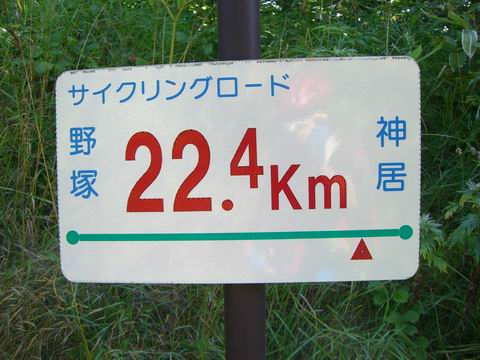 サイクリングロード
野塚
22.4Km
神居